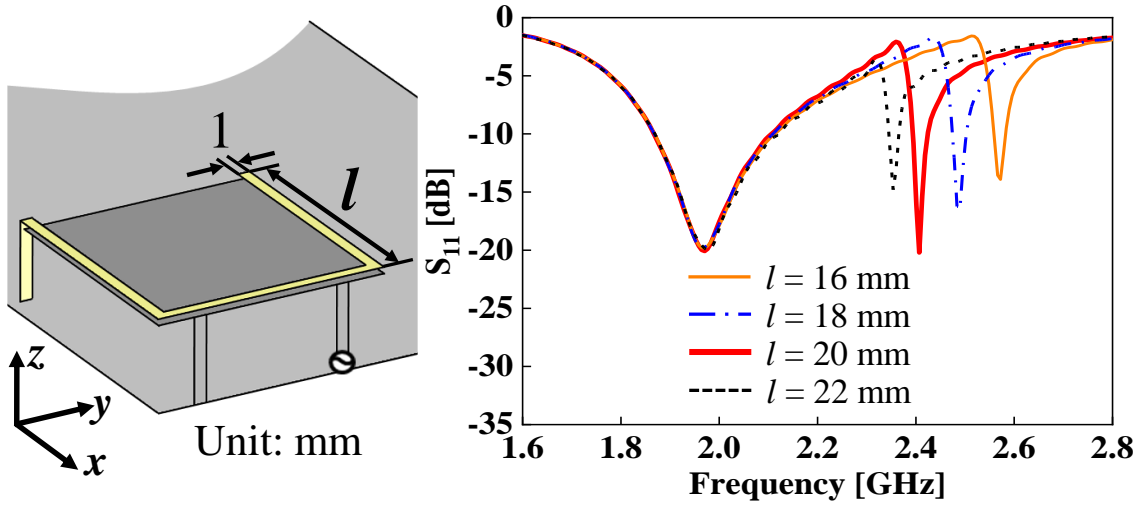 1
l
z
y
x
Unit: mm
S11 [dB]
0
-5
-10
-15
-20
-25
-30
-35
l = 16 mm
l = 18 mm
l = 20 mm
l = 22 mm
1.6 1.8 2.0 2.2 2.4 2.6 2.8
Frequency [GHz]